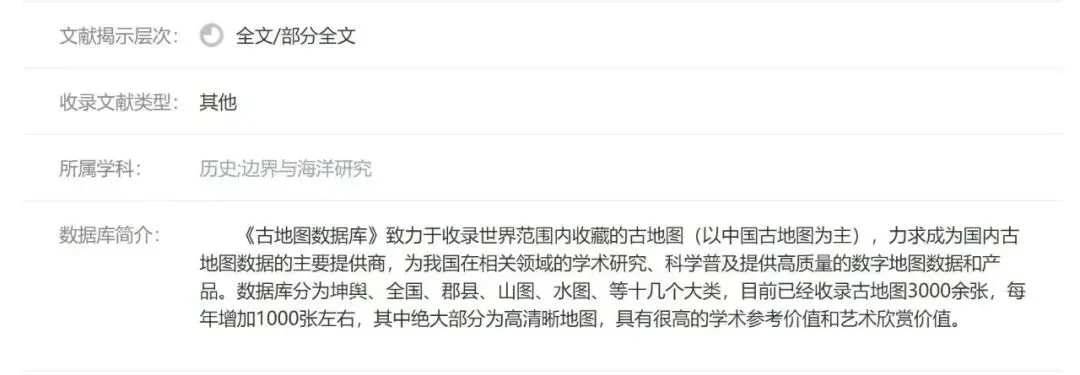 文献揭示层次： 全文/部分全文
收录文献类型： 其他
所属学科： 历史;边界与海洋研究
数据库简介： 《古地图数据库》致力于收录世界范围内收藏的古地图（以中国古地图为主），力求成为国内古
地图数据的主要提供商，为我国在相关领域的学术研究、科学普及提供高质量的数字地图数据和产
品。数据库分为坤舆、全国、郡县、山图、水图、等十几个大类，目前已经收录古地图3000余张，每
年增加1000张左右，其中绝大部分为高清晰地图，具有很高的学术参考价值和艺术欣赏价值。